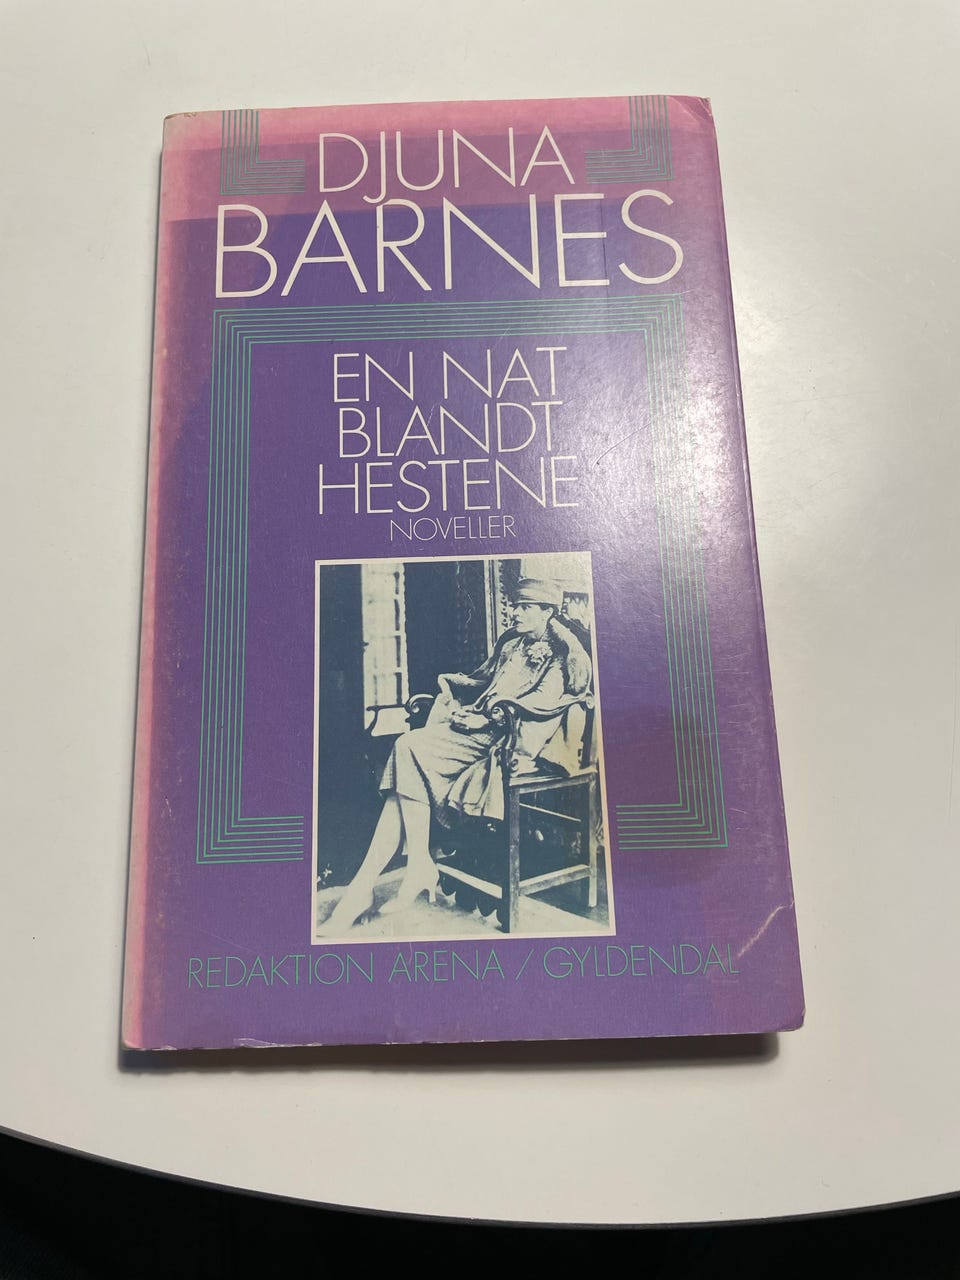 DJUNA
BARNES
EN NAT
BLANDT
HESTENE
NOVELLER
REDAKTION ARENA / GYLDENDAL